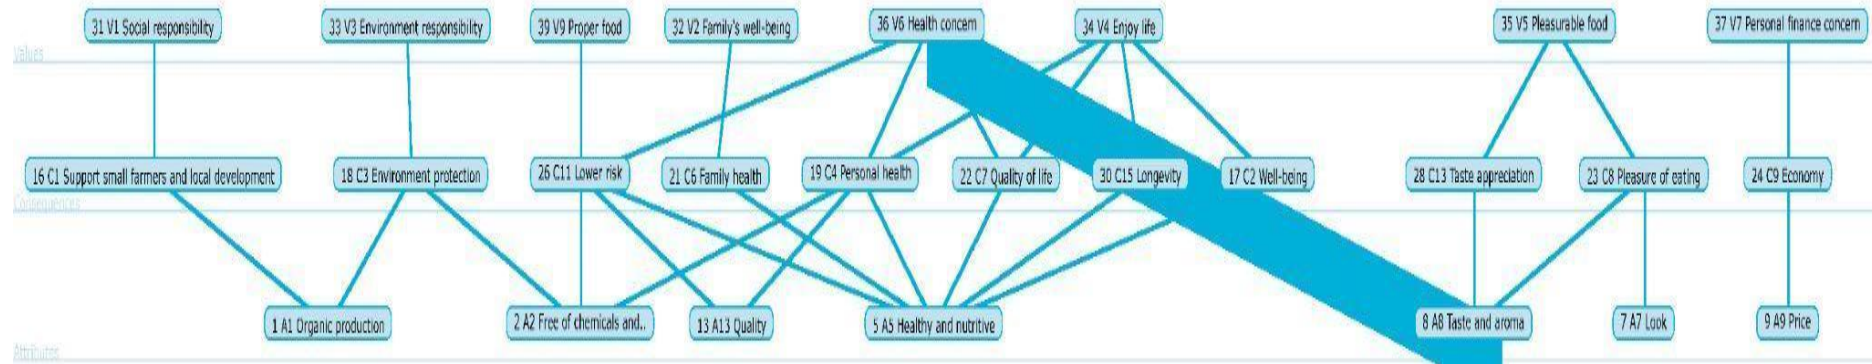 31 V1 Social responsibility
33 V3 Environment responsibility
39 V9 Proper food
32 V2 Family's well-being
36 V6 Health concern
34 V4 Enjoy life
35 V5 Pleasurable food
37 V7 Personal finance concern
Values
16 C1 Support small farmers and local development
18 C3 Environment protection
26 C11 Lower risk
21 C6 Family health
19 C4 Personal health
22 C7 Quality of life
30 C15 Longevity
17 C2 Well-being
28 C13 Taste appreciation
23 C8 Pleasure of eating
24 C9 Economy
Consequences
1 A1 Organic production
2 A2 Free of chemicals and..
13 A13 Quality
5 A5 Healthy and nutritive
8 A8 Taste and aroma
7 A7 Look
9 A9 Price
Attributes